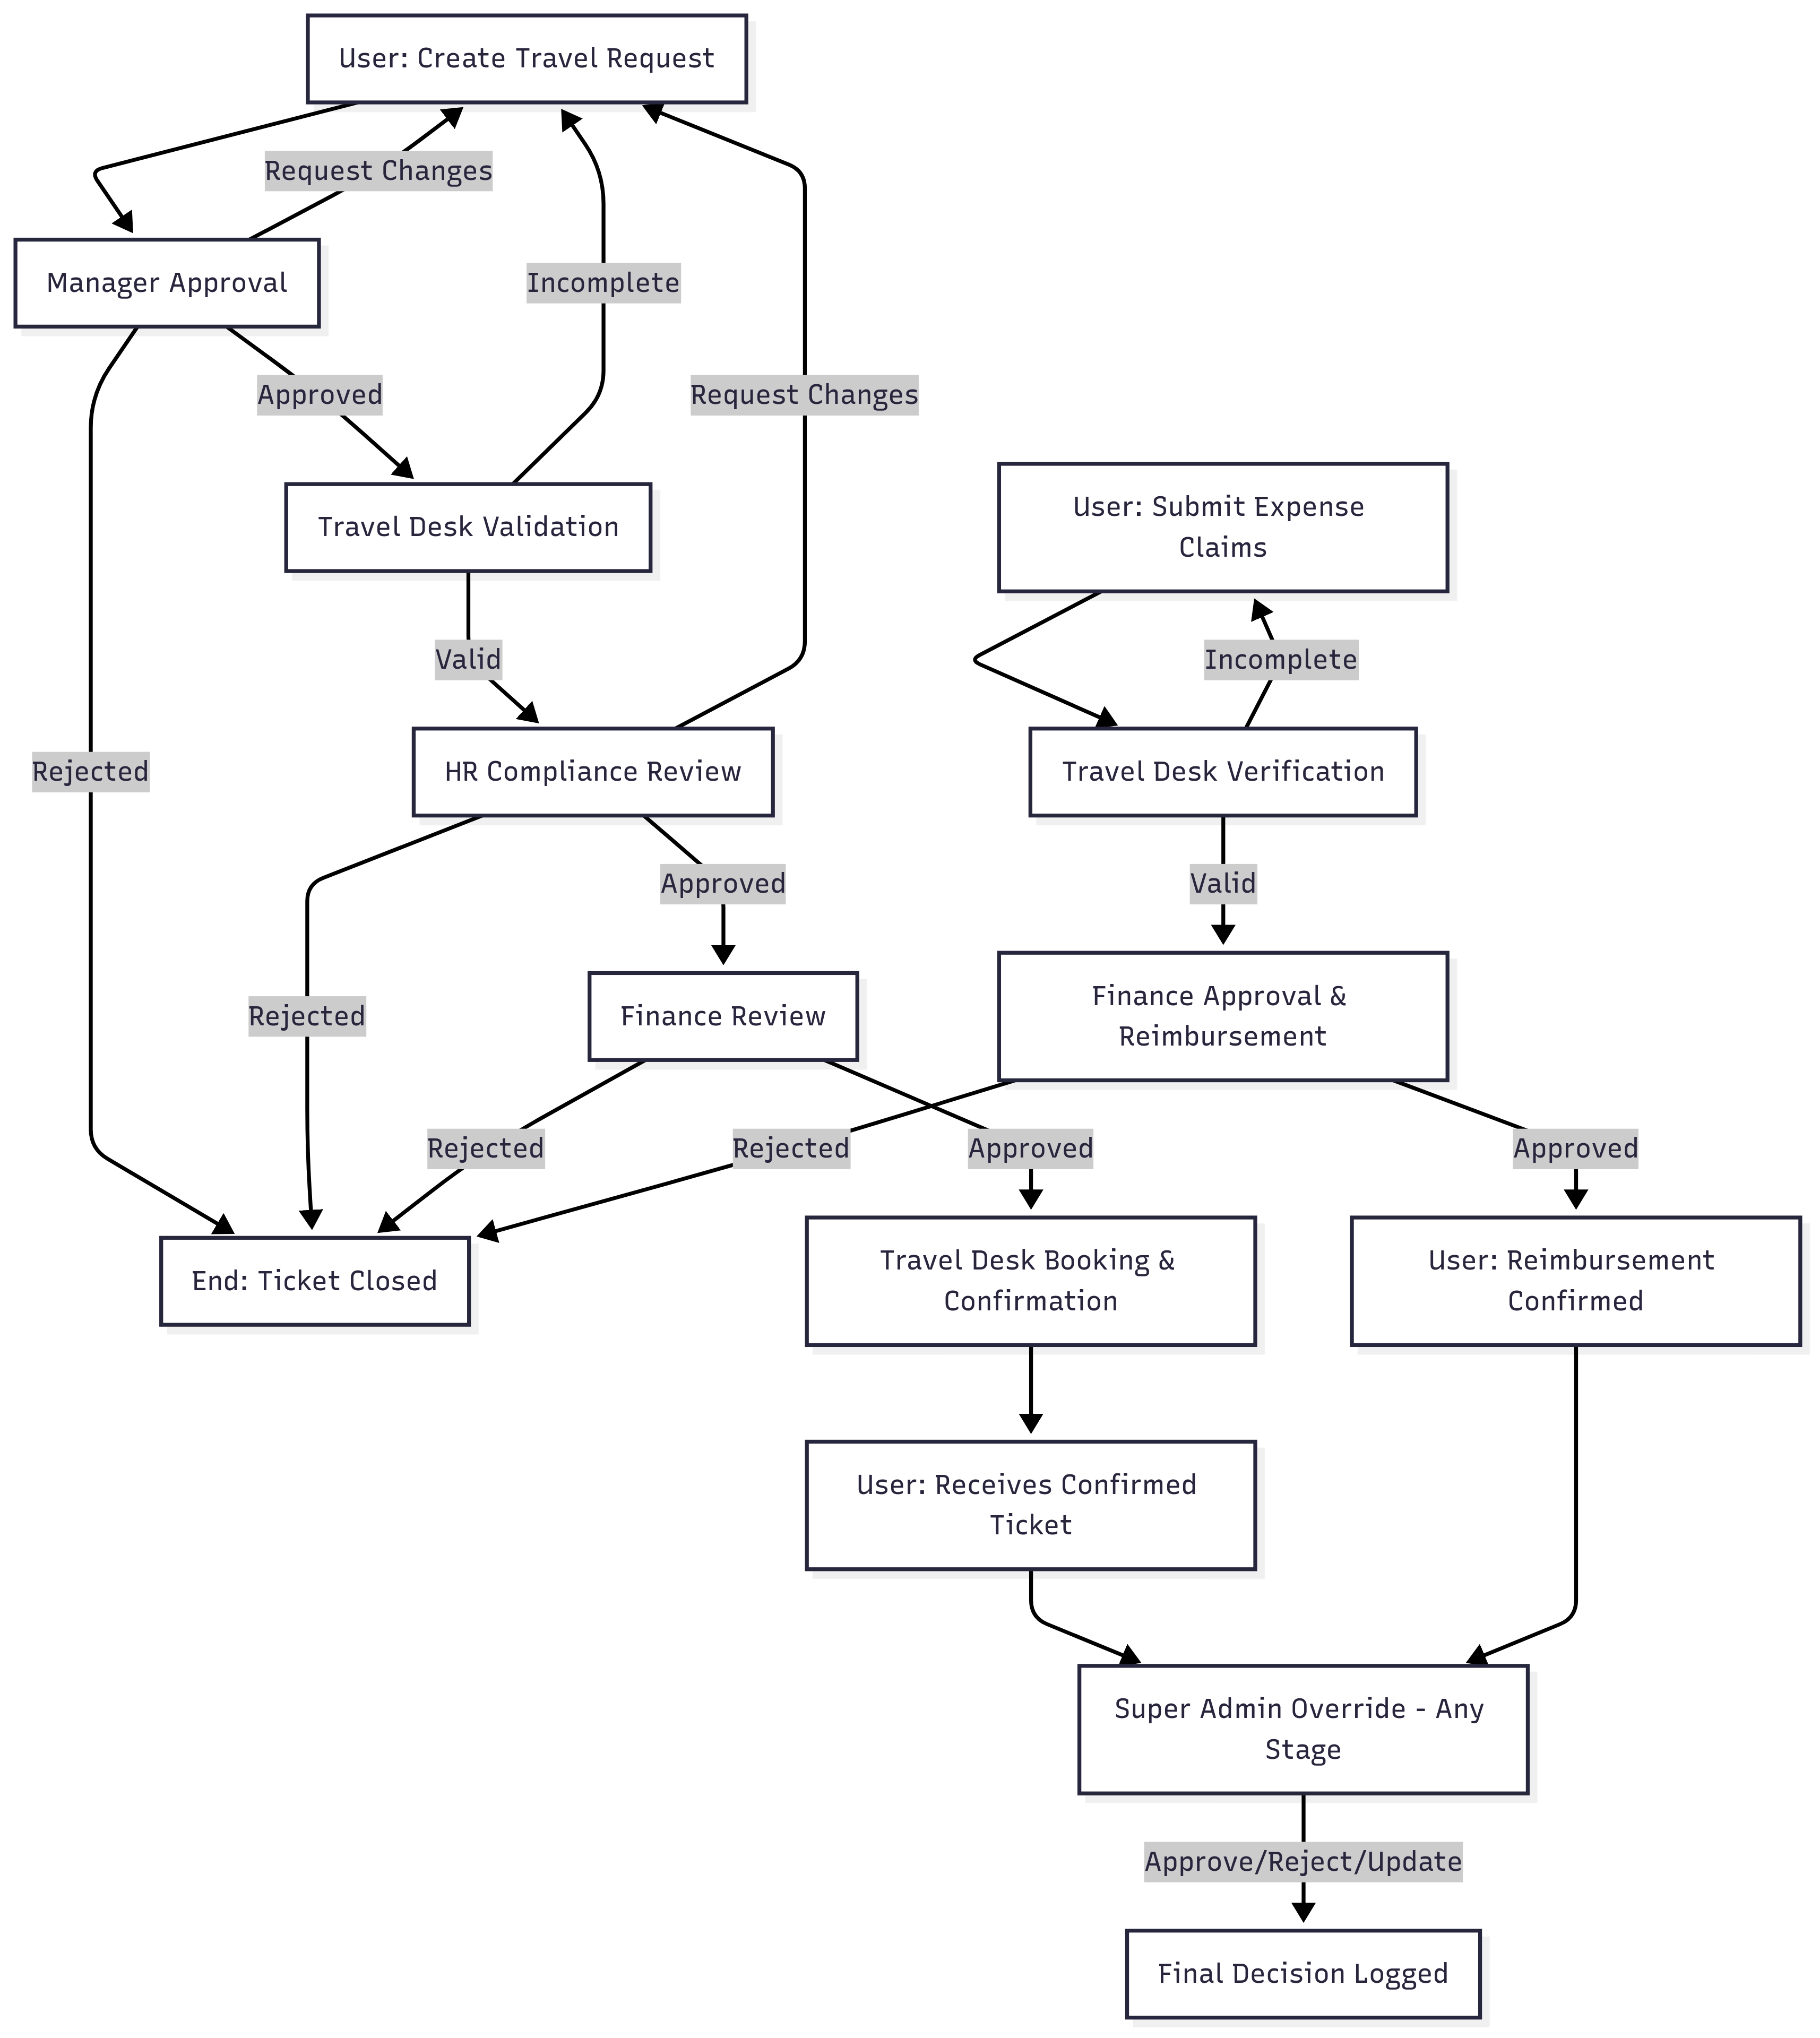 User: Create Travel Request
Request Changes
Manager Approval
Incomplete
Approved
Request Changes
Travel Desk Validation
User: Submit Expense
Claims
Valid
Incomplete
Rejected
HR Compliance Review
Travel Desk Verification
Approved
Valid
Rejected
Finance Review
Finance Approval &
Reimbursement
Rejected
Rejected
Approved
Approved
End: Ticket Closed
Travel Desk Booking &
Confirmation
User: Reimbursement
Confirmed
User: Receives Confirmed
Ticket
Super Admin Override - Any
Stage
Approve/Reject/Update
Final Decision Logged